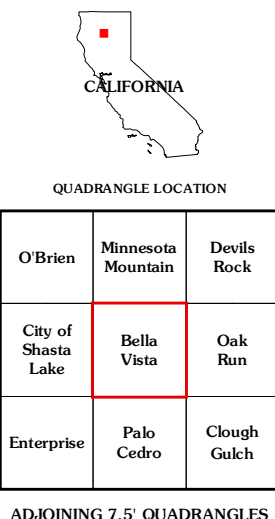 CALIFORNIA
QUADRANGLE LOCATION
O'Brien
Minnesota
Mountain
Devils
Rock
City of
Shasta
Lake
Bella
Vista
Oak
Run
Enterprise
Palo
Cedro
Clough
Gulch
ADJOINING 7.5' QUADRANGLES